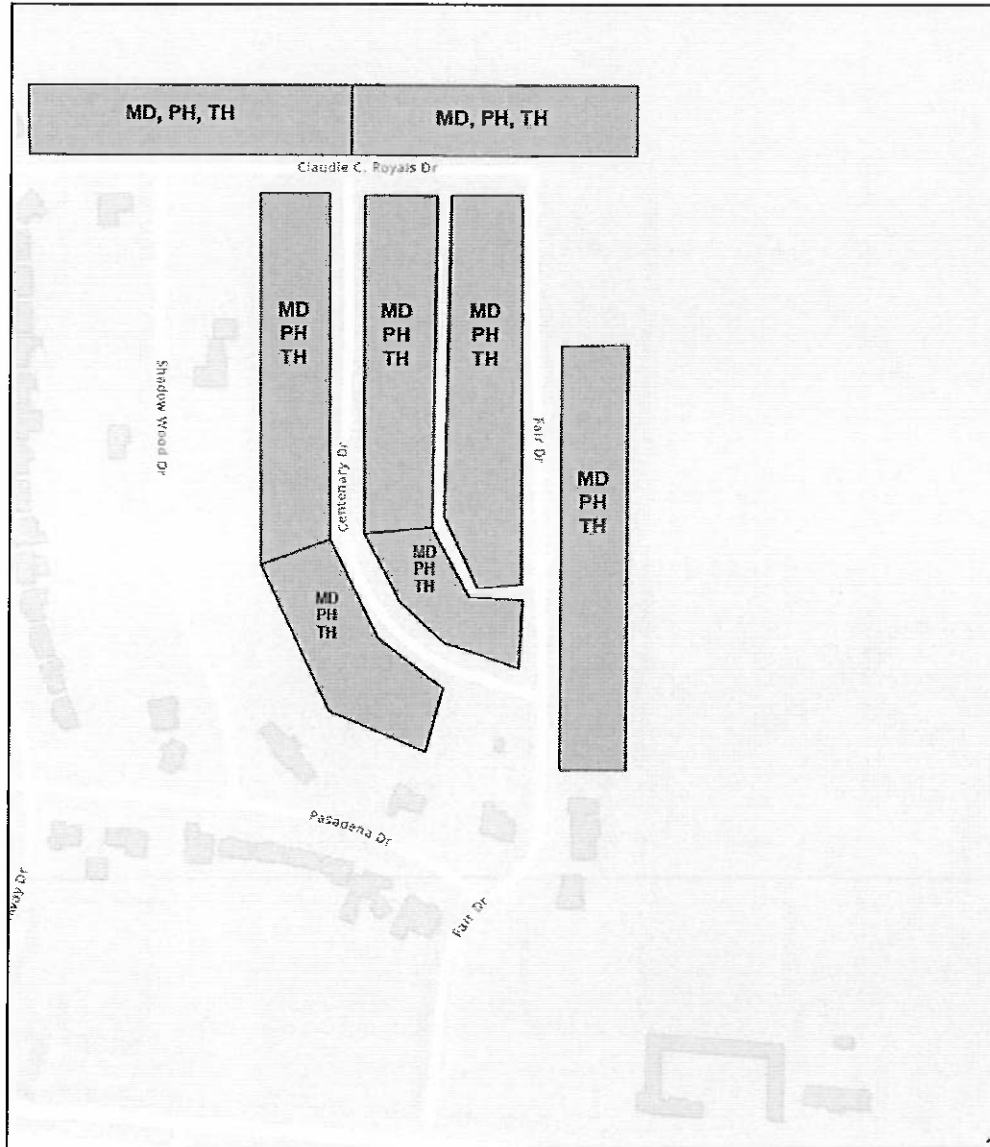 MD, PH, TH
MD, PH, TH
Claudie C. Royals Dr
MD
PH
TH
MD
PH
TH
MD
PH
TH
Shadow Wood Dr
Centenary Dr
Fair Dr
MD
PH
TH
MD
PH
TH
MD
PH
TH
Pasadena Dr
Fair Dr